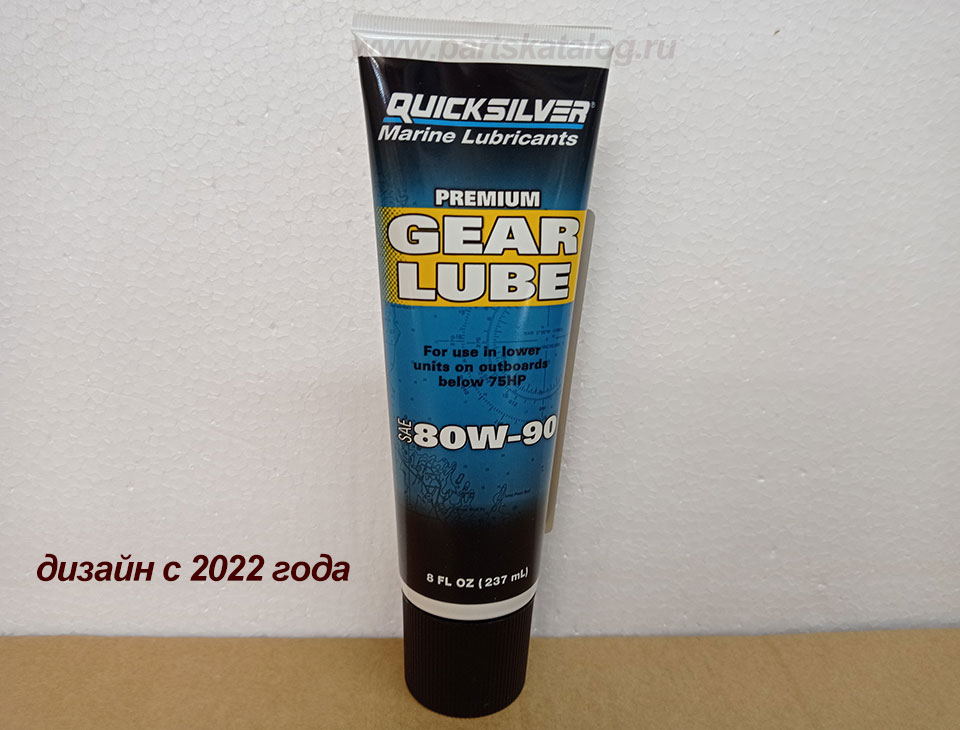 www.partskatalog.ru
QUICKSILVER®
Marine Lubricants
PREMIUM
GEAR
LUBE
For use in lower
units on outboards
below 75HP
SAE 80W-90
дизайн с 2022 года
8 FL OZ (237 mL)